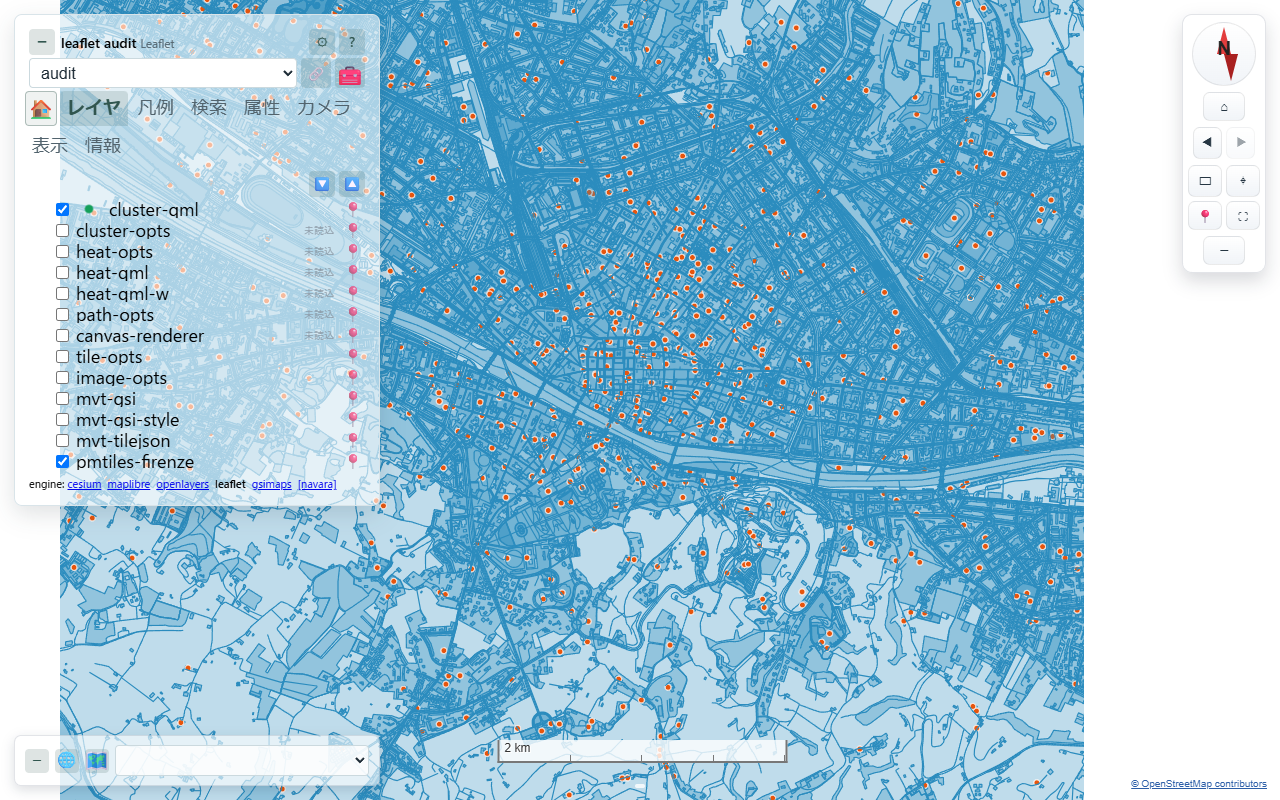 − leaflet audit Leaflet ⚙ ?
audit
レイヤ 凡例 検索 属性 カメラ
表示 情報
cluster-qml
cluster-opts 未読込
heat-opts 未読込
heat-qml 未読込
heat-qml-w 未読込
path-opts 未読込
canvas-renderer 未読込
tile-opts
image-opts
mvt-gsi
mvt-gsi-style
mvt-tilejson
pmtiles-firenze
engine: cesium maplibre openlayers leaflet gsimaps [navara]
2 km
N
© OpenStreetMap contributors